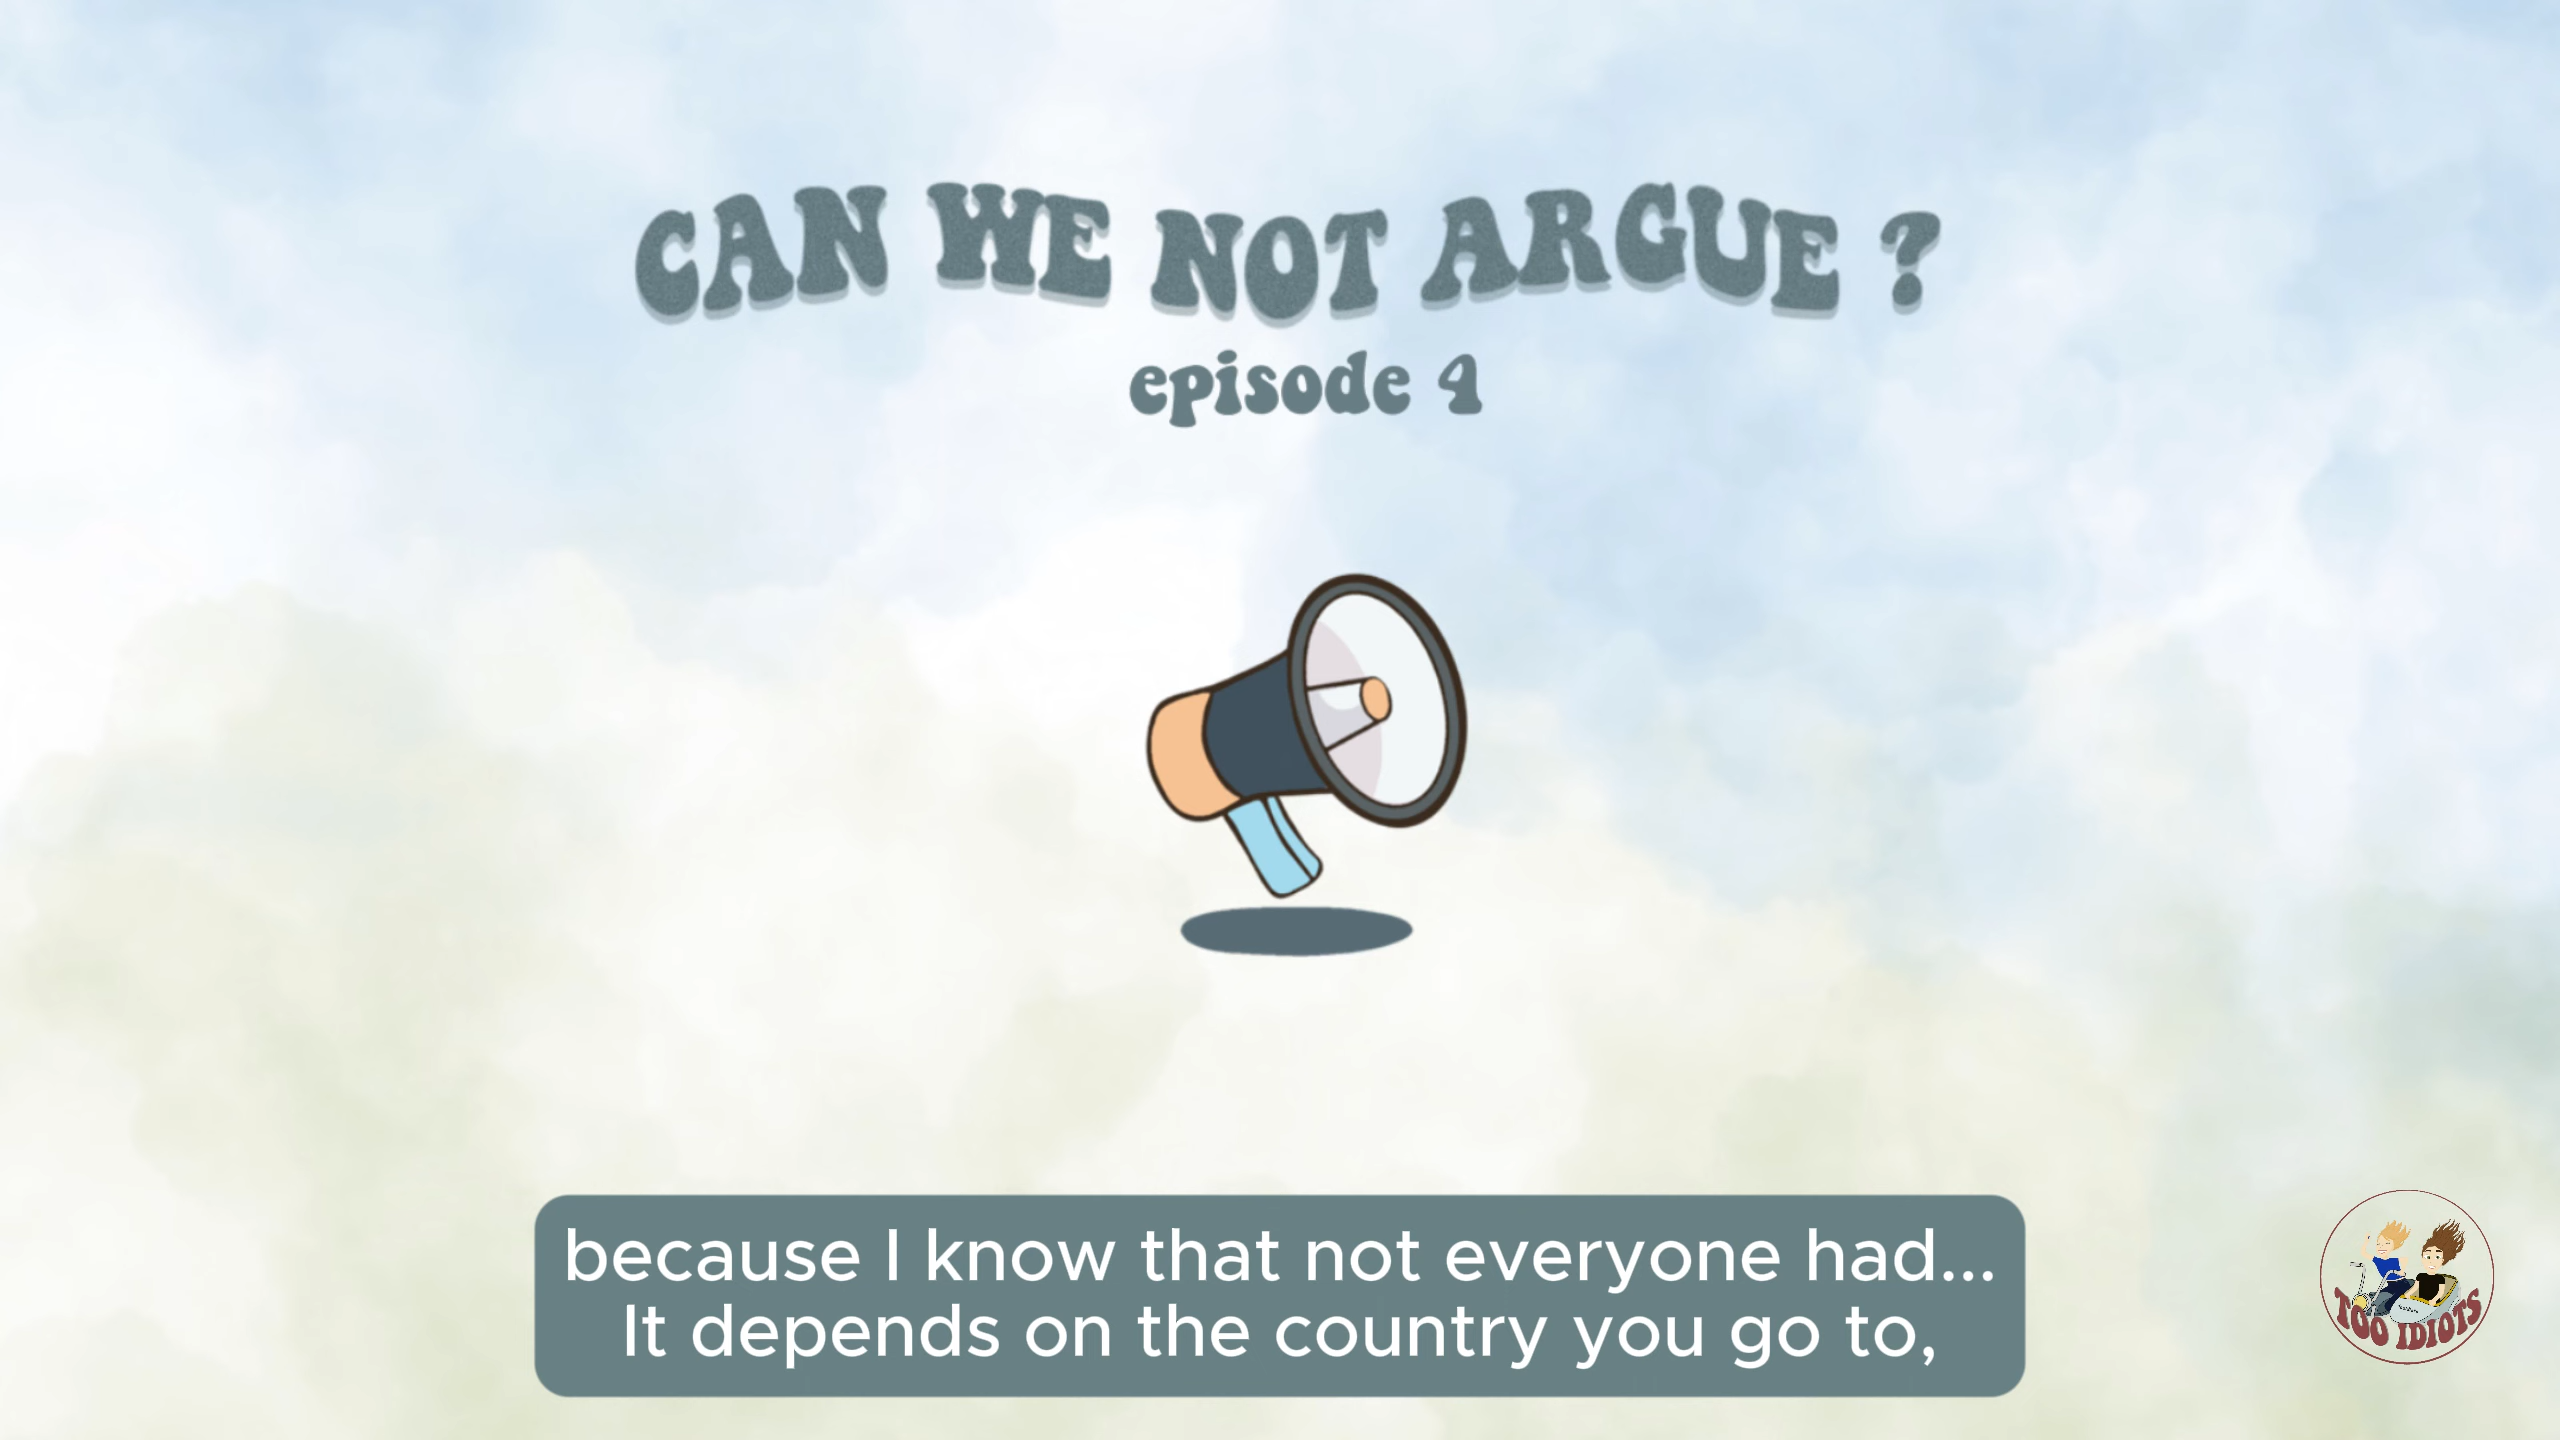 CAN WE NOT ARGUE ?
episode 4
because I know that not everyone had...
It depends on the country you go to,
TOO IDIOTS